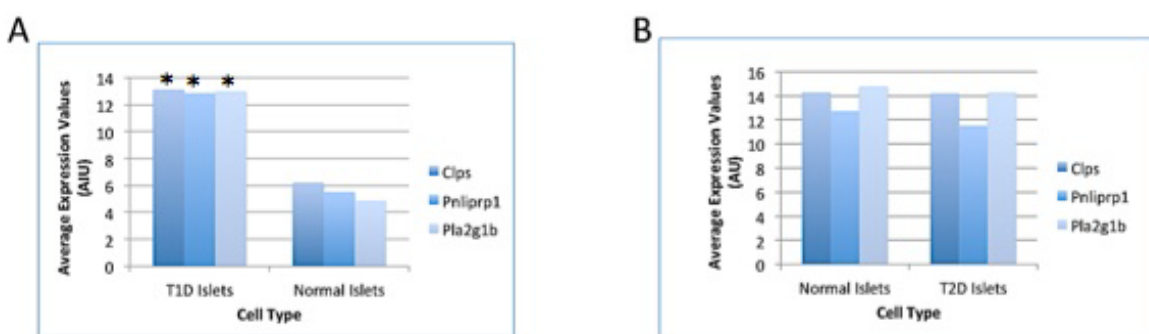 A
14
12
10
8
6
4
2
0
Average Expression Values
(AIU)
* * *
T1D Islets Normal Islets
Cell Type
Clps
Pnliprp1
Pla2g1b
B
16
14
12
10
8
6
4
2
0
Average Expression Values
(AU)
Normal Islets T2D Islets
Cell Type
Clps
Pnliprp1
Pla2g1b